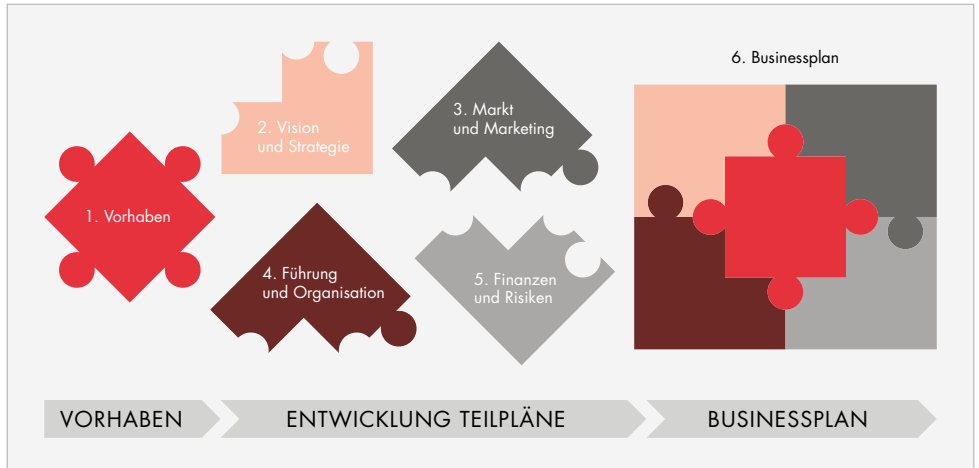 1. Vorhaben
2. Vision
und Strategie
3. Markt
und Marketing
4. Führung
und Organisation
5. Finanzen
und Risiken
6. Businessplan
VORHABEN
ENTWICKLUNG TEILPLÄNE
BUSINESSPLAN